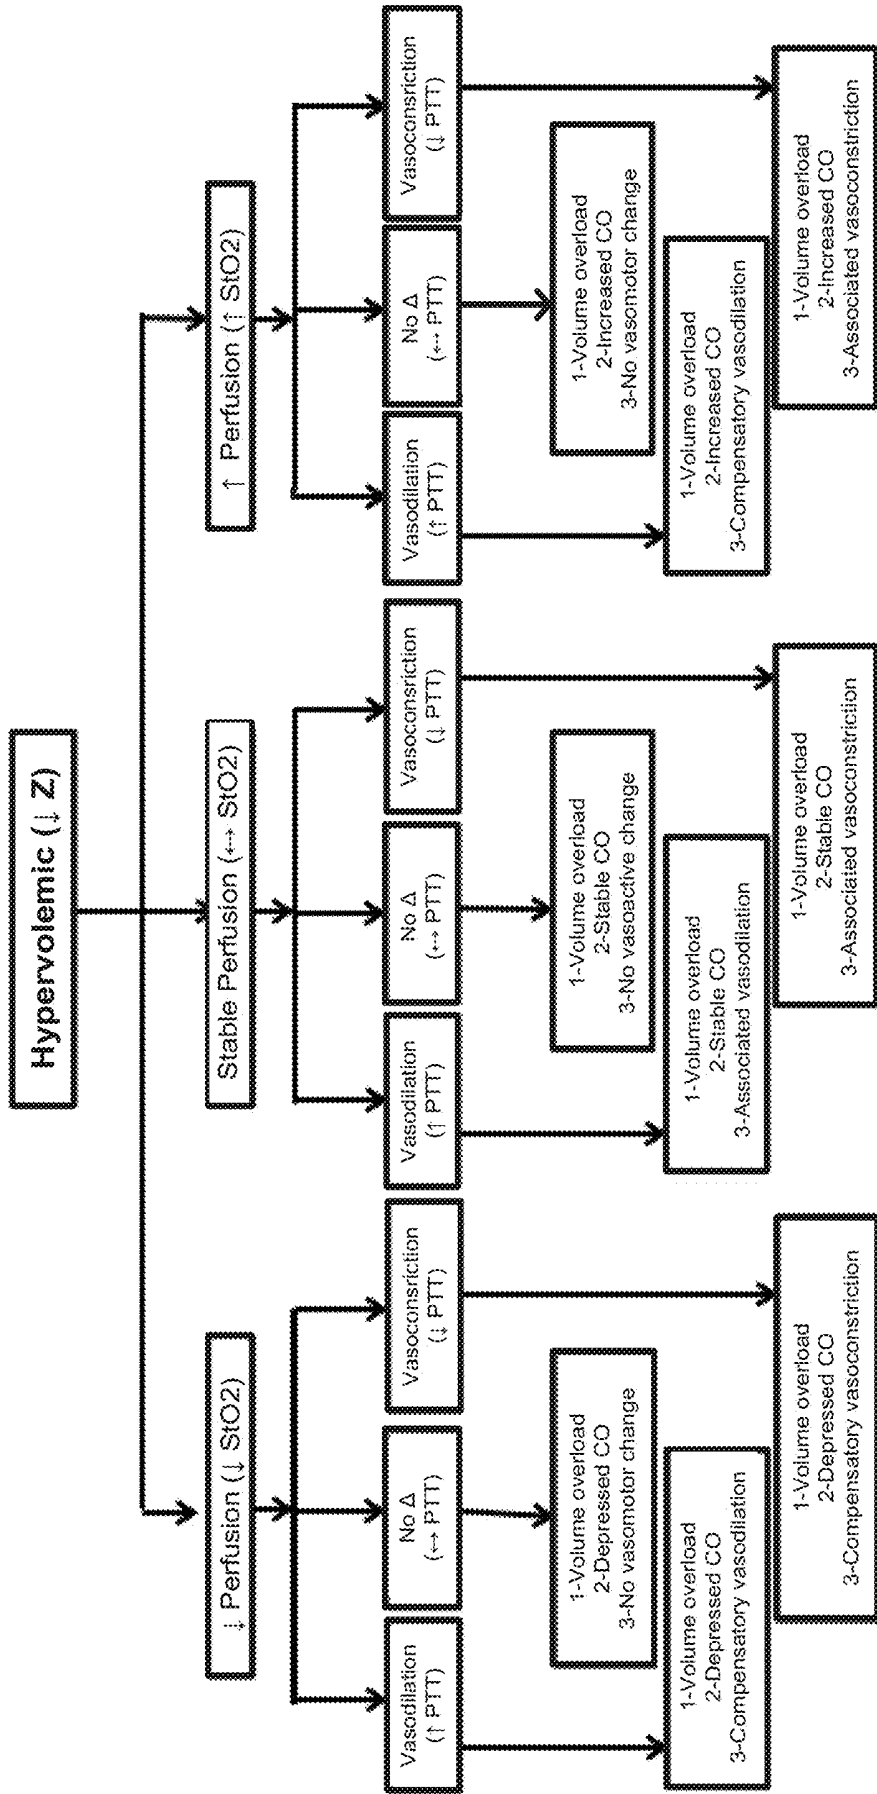 Hypervolemic (↓ Z)
↓ Perfusion (↓ StO2)
Stable Perfusion (↔ StO2)
↑ Perfusion (↑ StO2)
Vasodilation
(↑ PTT)
No Δ
(↔ PTT)
Vasoconsriction
(↓ PTT)
Vasodilation
(↑ PTT)
No Δ
(↔ PTT)
Vasoconsriction
(↓ PTT)
Vasodilation
(↑ PTT)
No Δ
(↔ PTT)
Vasoconsriction
(↓ PTT)
1-Volume overload
2-Depressed CO
3-No vasomotor change
1-Volume overload
2-Stable CO
3-No vasoactive change
1-Volume overload
2-Increased CO
3-No vasomotor change
1-Volume overload
2-Depressed CO
3-Compensatory vasodilation
1-Volume overload
2-Stable CO
3-Associated vasodilation
1-Volume overload
2-Increased CO
3-Compensatory vasodilation
1-Volume overload
2-Depressed CO
3-Compensatory vasoconstriction
1-Volume overload
2-Stable CO
3-Associated vasoconstriction
1-Volume overload
2-Increased CO
3-Associated vasoconstriction